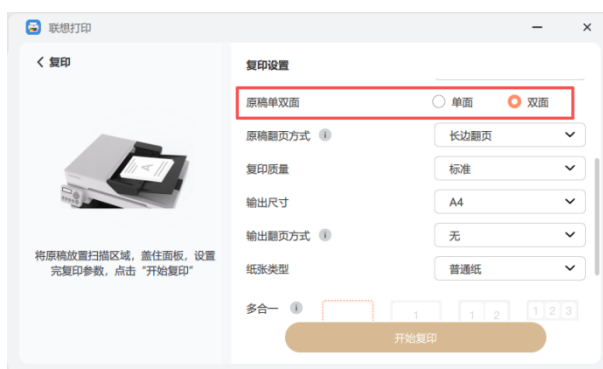 联想打印
复印
复印设置
原稿单双面 单面 双面
原稿翻页方式 长边翻页
复印质量 标准
输出尺寸 A4
输出翻页方式 无
纸张类型 普通纸
将原稿放置扫描区域，盖住面板，设置
完复印参数，点击“开始复印”
多合一 1 1 2 1 2 3
开始复印